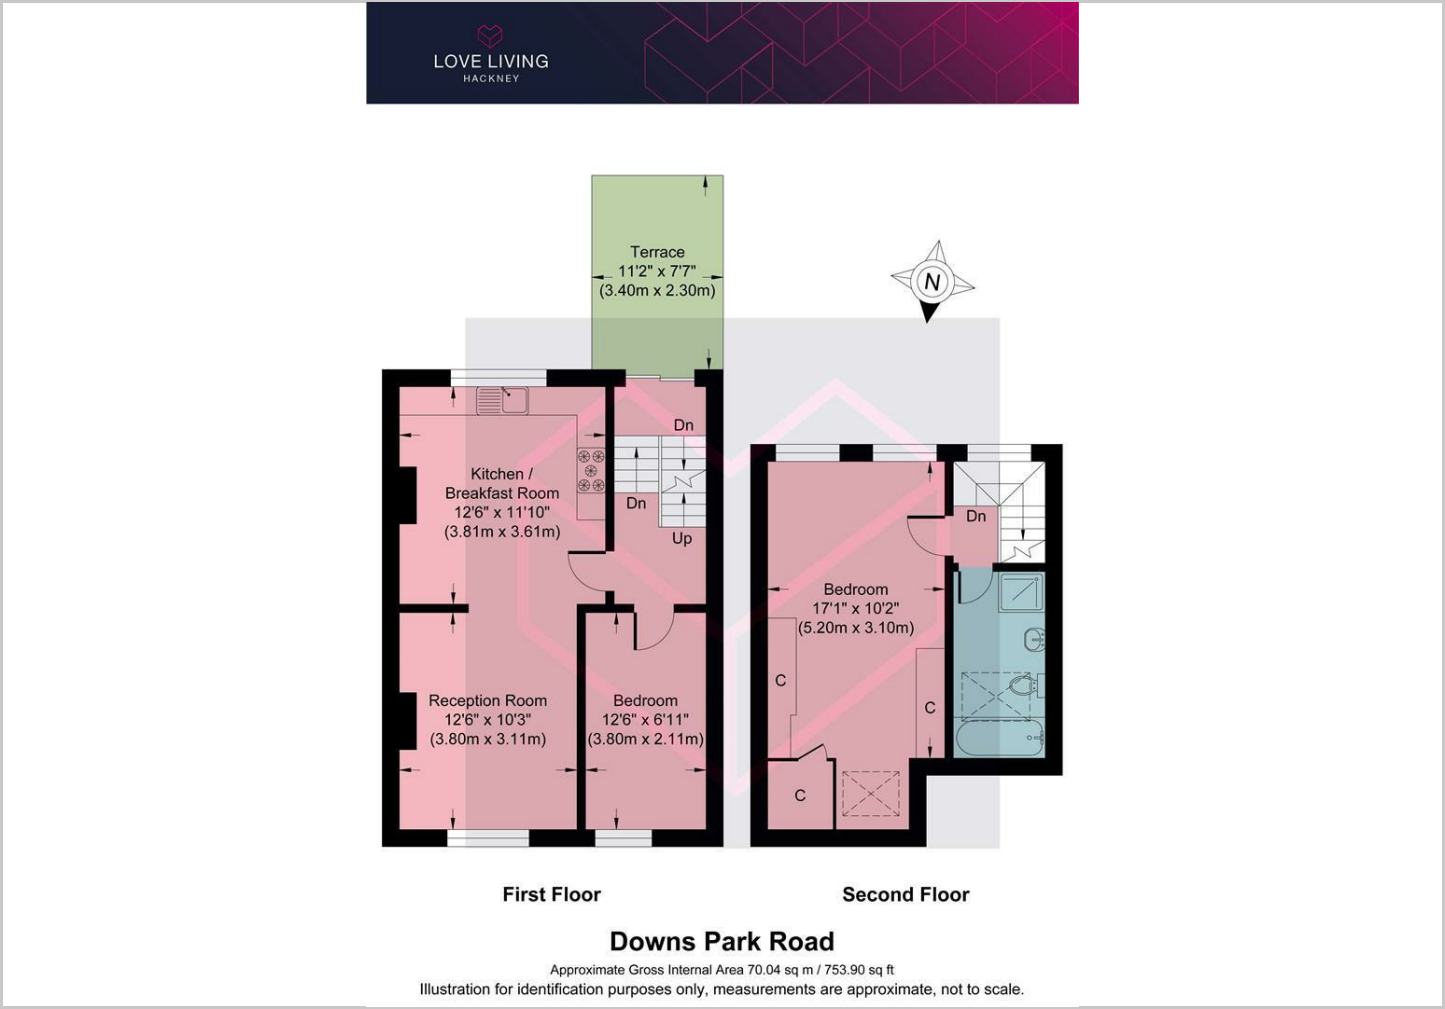 LOVE LIVING
HACKNEY
Terrace
11'2" x 7'7"
(3.40m x 2.30m)
N
Dn
Kitchen /
Breakfast Room
12'6" x 11'10"
(3.81m x 3.61m)
Dn
Up
Dn
Bedroom
17'1" x 10'2"
(5.20m x 3.10m)
C
C
Reception Room
12'6" x 10'3"
(3.80m x 3.11m)
Bedroom
12'6" x 6'11"
(3.80m x 2.11m)
C
First Floor
Second Floor
Downs Park Road
Approximate Gross Internal Area 70.04 sq m / 753.90 sq ft
Illustration for identification purposes only, measurements are approximate, not to scale.